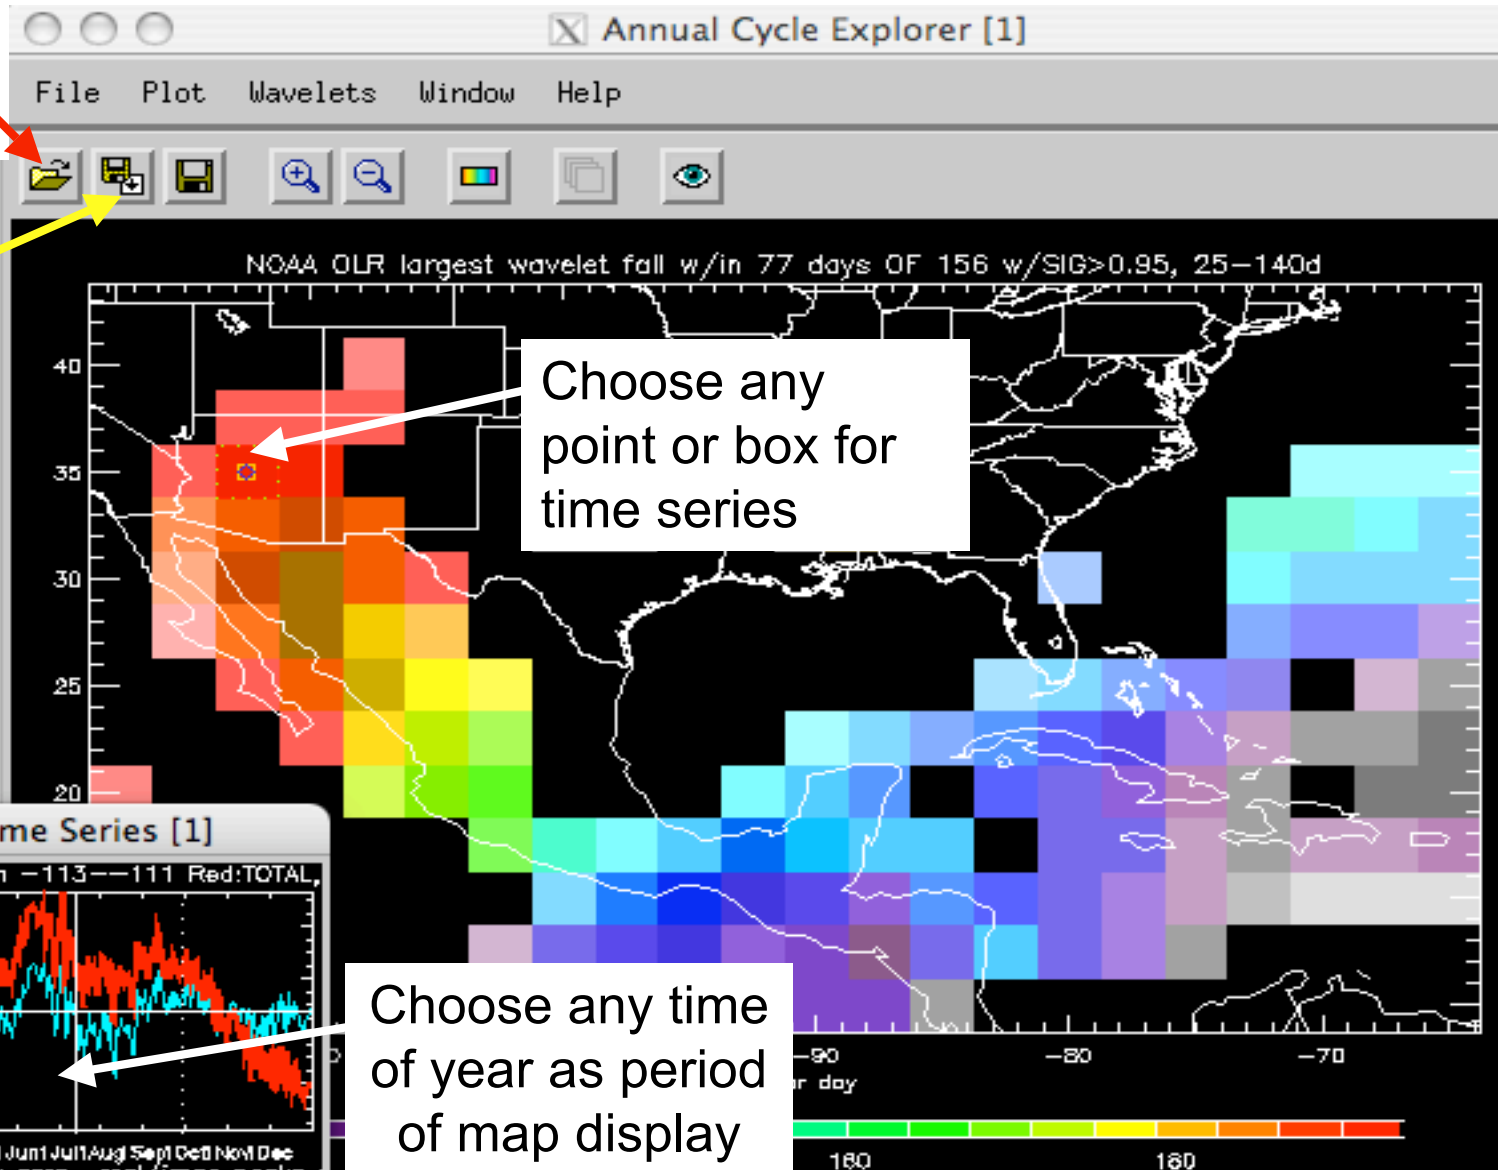 Annual Cycle Explorer [1]
File Plot Wavelets Window Help
NOAA OLR largest wavelet fall w/in 77 days OF 156 w/SIG>0.95, 25-140d
40
Choose any
point or box for
time series
35
30
25
20
me Series [1]
-113--111 Red:TOTAL,
Choose any time
of year as period
of map display
-90
-80
-70
day
Jun1Jul1Aug1Sep1Oct1Nov1Dec
160
180